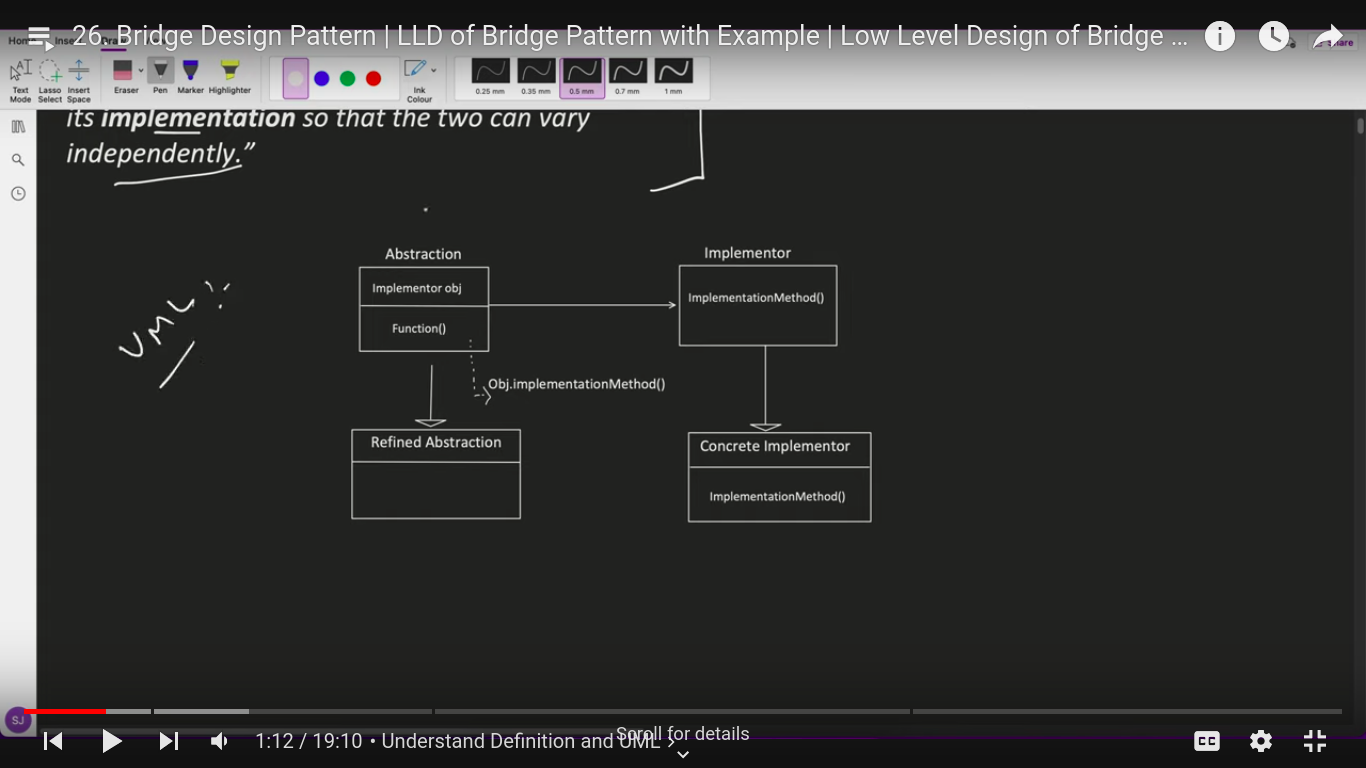 26. Bridge Design Pattern | LLD of Bridge Pattern with Example | Low Level Design of Bridge ...
Home Insert Draw Share
Text Mode
Lasso Select
Insert Space
Eraser
Pen
Marker
Highlighter
Ink Colour
0.25 mm
0.35 mm
0.5 mm
0.7 mm
1 mm
its implementation so that the two can vary
independently.”
Abstraction
Implementor
Implementor obj
ImplementationMethod()
UML :
Function()
Obj.implementationMethod()
Refined Abstraction
Concrete Implementor
ImplementationMethod()
SJ
Scroll for details
1:12 / 19:10 • Understand Definition and UML
CC